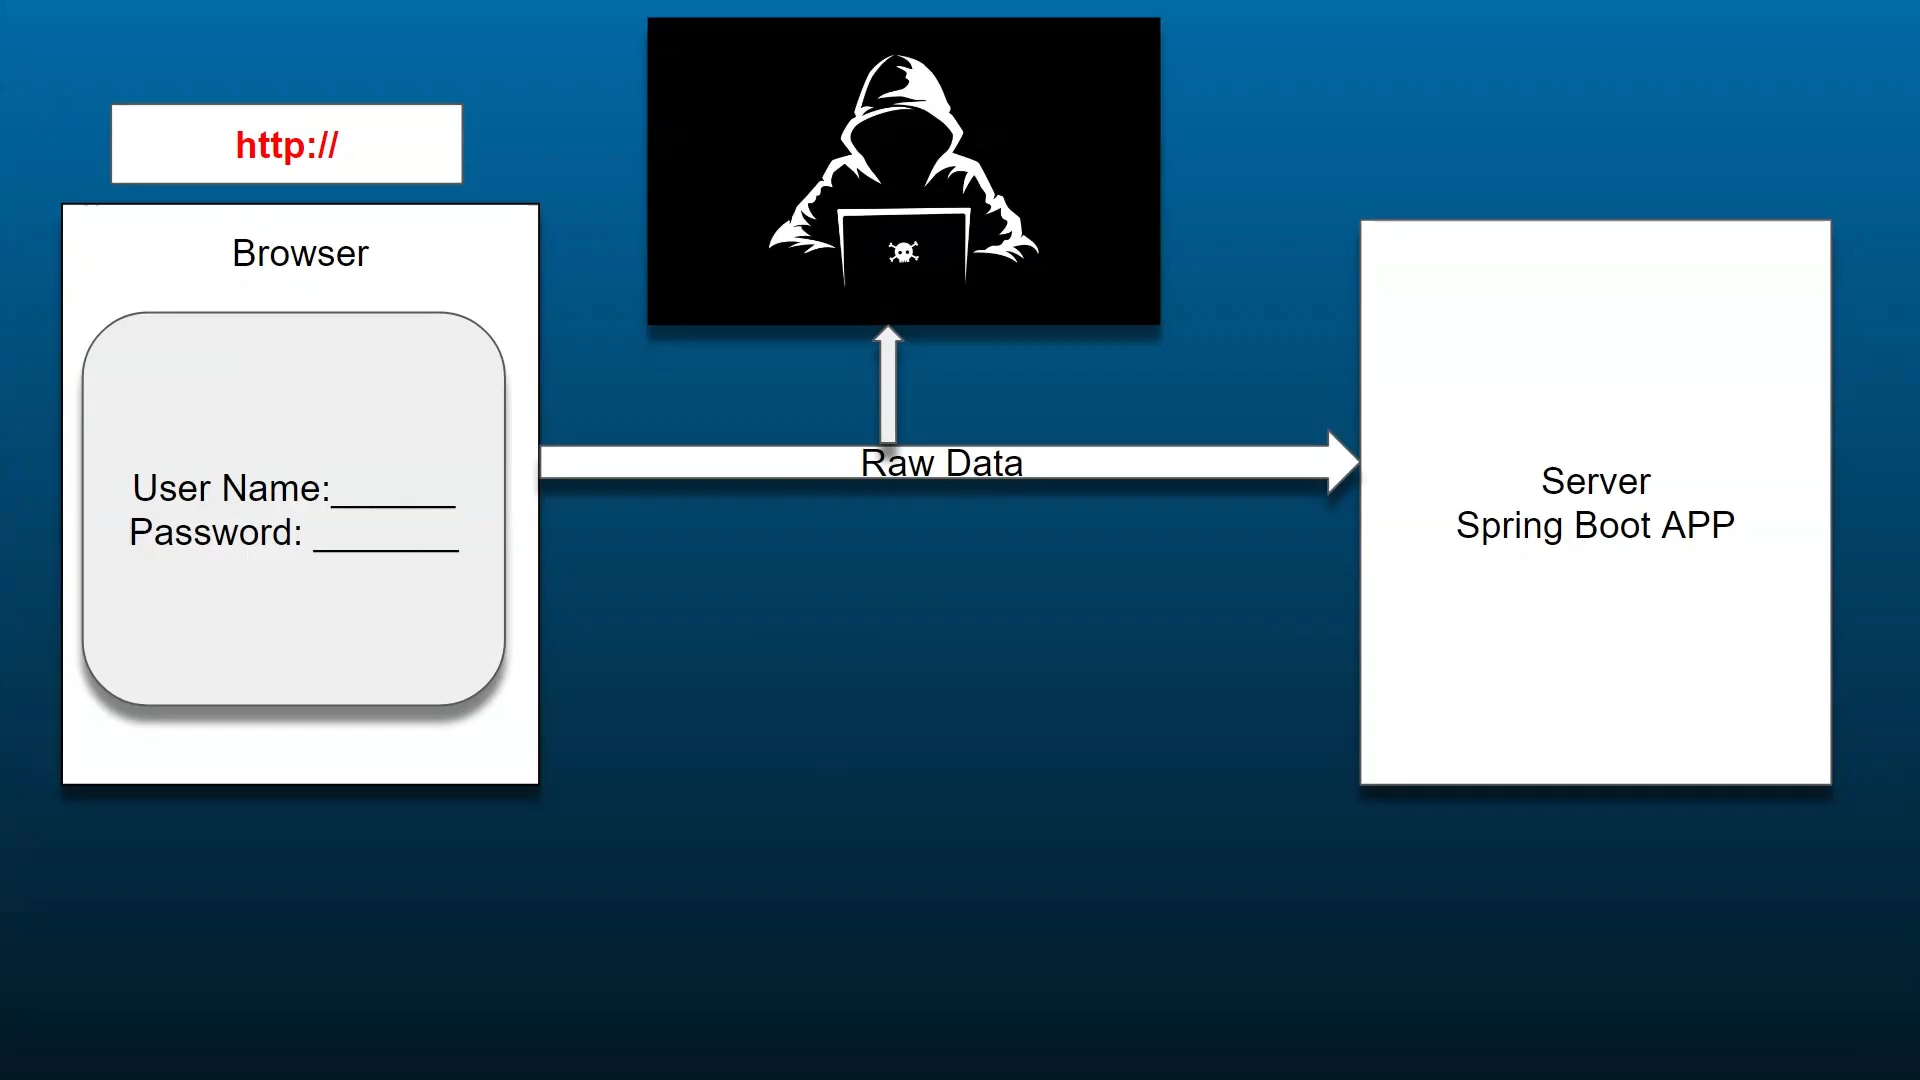 http://
Browser
User Name:______
Password: _______
Raw Data
Server
Spring Boot APP